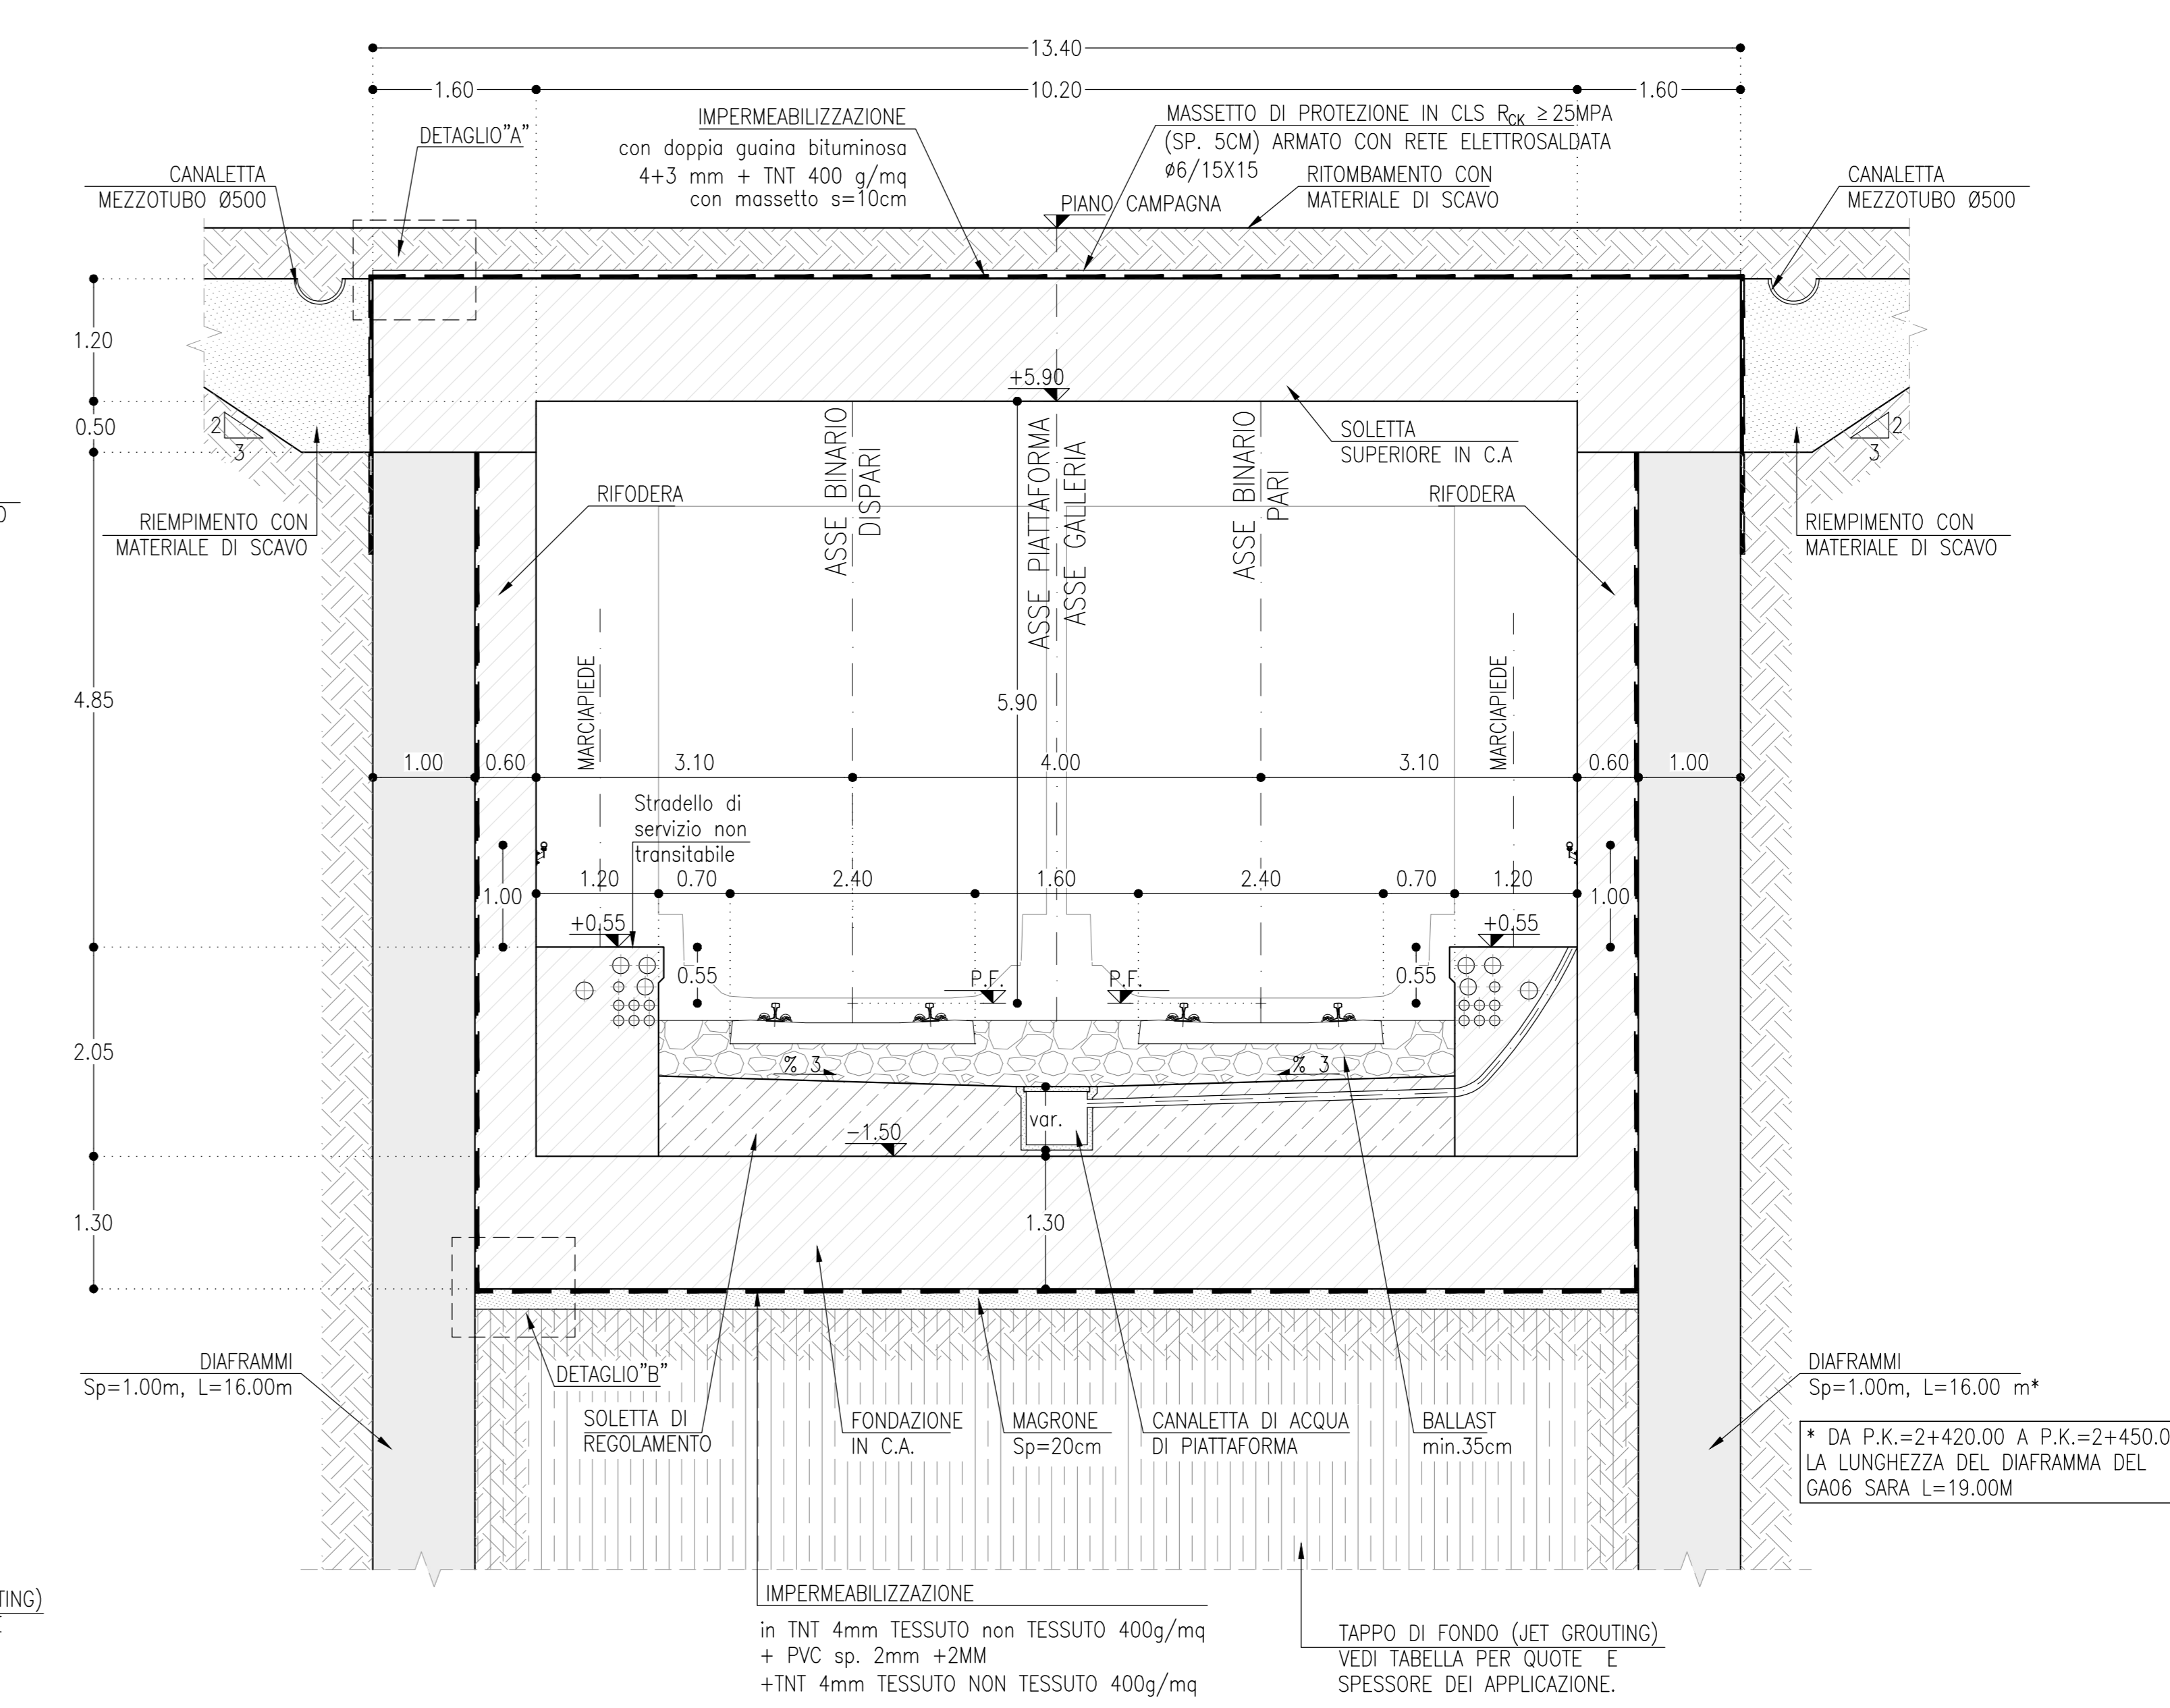 13.40
1.60
10.20
1.60
IMPERMEABILIZZAZIONE
con doppia guaina bituminosa
4+3 mm + TNT 400 g/mq
con massetto s=10cm
MASSETTO DI PROTEZIONE IN CLS RCK ≥25MPA
(SP. 5CM) ARMATO CON RETE ELETTROSALDATA
ø6/15X15
DETAGLIO"A"
CANALETTA
MEZZOTUBO Ø500
RITOMBAMENTO CON
MATERIALE DI SCAVO
CANALETTA
MEZZOTUBO Ø500
PIANO CAMPAGNA
1.20
0.50
4.85
2.05
1.30
+5.90
2
3
2
3
SOLETTA
SUPERIORE IN C.A
ASSE BINARIO
DISPARI
ASSE PIATTAFORMA
ASSE GALLERIA
ASSE BINARIO
PARI
RIFODERA
RIFODERA
RIEMPIMENTO CON
MATERIALE DI SCAVO
RIEMPIMENTO CON
MATERIALE DI SCAVO
MARCIAPIEDE
MARCIAPIEDE
5.90
1.00
0.60
3.10
4.00
3.10
0.60
1.00
Stradello di
servizio non
transitabile
1.00
1.20
0.70
2.40
1.60
2.40
0.70
1.20
1.00
+0.55
+0.55
0.55
0.55
P.F.
P.F.
% 3
% 3
var.
-1.50
1.30
DIAFRAMMI
Sp=1.00m, L=16.00m
DETAGLIO"B"
SOLETTA DI
REGOLAMENTO
FONDAZIONE
IN C.A.
MAGRONE
Sp=20cm
CANALETTA DI ACQUA
DI PIATTAFORMA
BALLAST
min.35cm
DIAFRAMMI
Sp=1.00m, L=16.00 m*
* DA P.K.=2+420.00 A P.K.=2+450.0
LA LUNGHEZZA DEL DIAFRAMMA DEL
GA06 SARA L=19.00M
TING)
IMPERMEABILIZZAZIONE
in TNT 4mm TESSUTO non TESSUTO 400g/mq
+ PVC sp. 2mm +2MM
+TNT 4mm TESSUTO NON TESSUTO 400g/mq
TAPPO DI FONDO (JET GROUTING)
VEDI TABELLA PER QUOTE E
SPESSORE DEI APPLICAZIONE.